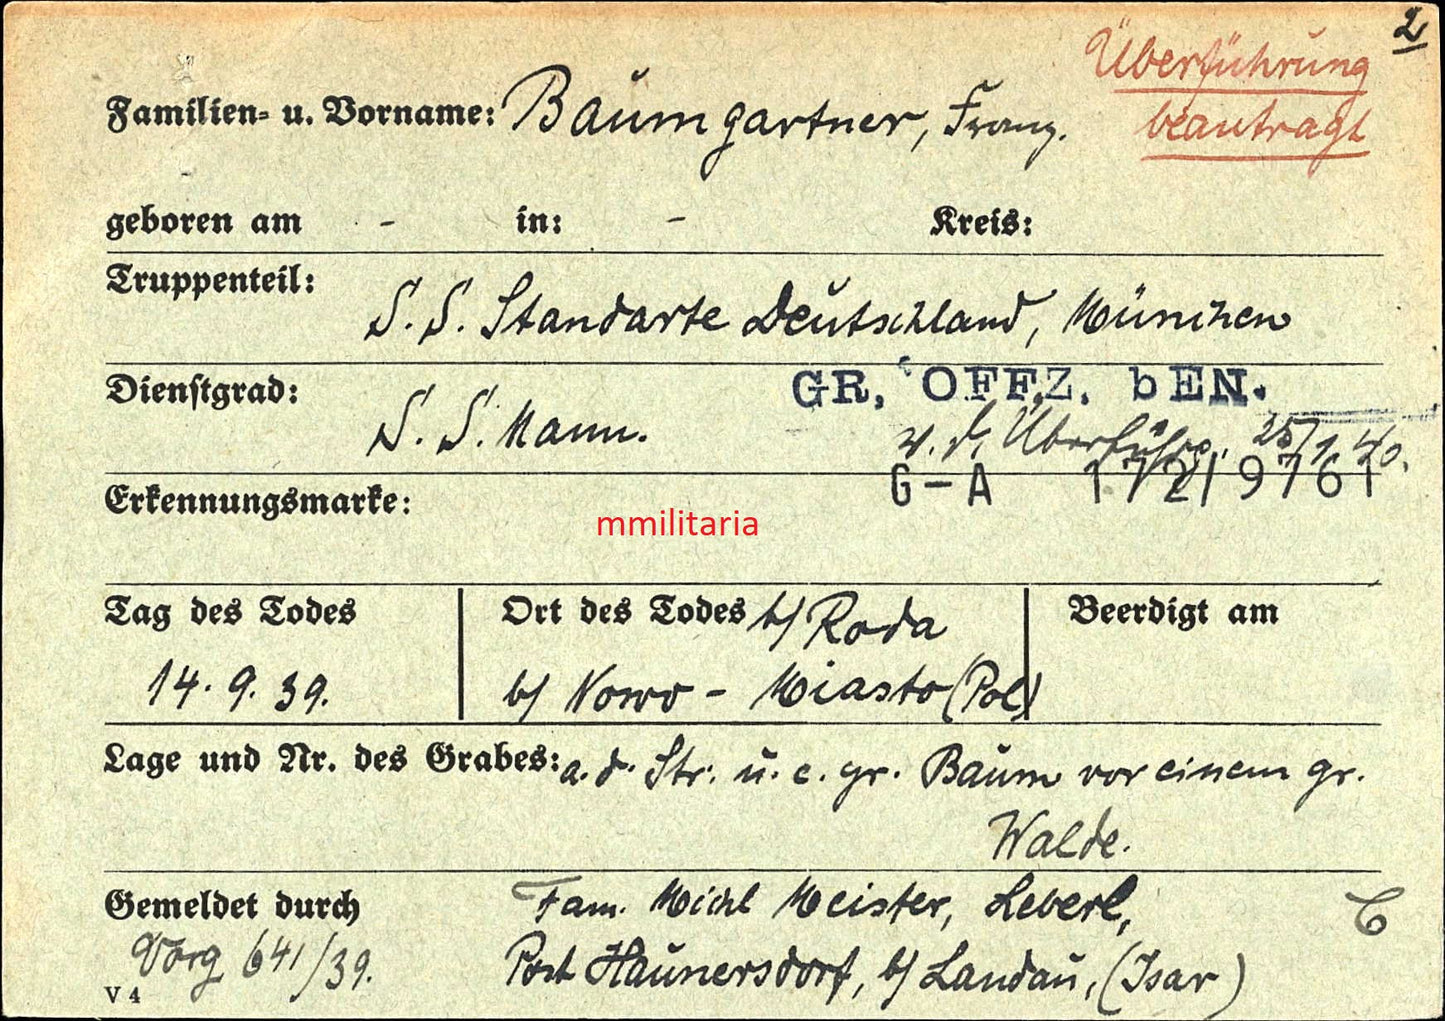 2
Überführung
beantragt
Familien- u. Vorname: Baumgartner, Franz.
geboren am - in: - Kreis:
Truppenteil: S.S. Standarte Deutschland, München
Dienstgrad: S.S. Mann.
GR. OFFZ. bEN.
v. d. Überführg. 25/1 40.
G-A 172/9761
Erkennungsmarke:
mmilitaria
Tag des Todes Ort des Todes b/ Roda Beerdigt am
14. 9. 39. b/ Nowo - Miasto (Pol)
Lage und Nr. des Grabes: a. d. Str. u. e. gr. Baum vor einem gr.
Walde.
Gemeldet durch Fam. Michl Meister, Leberl,
Vorg 641/39. Post Haunersdorf, b/ Landau, (Isar)
V 4